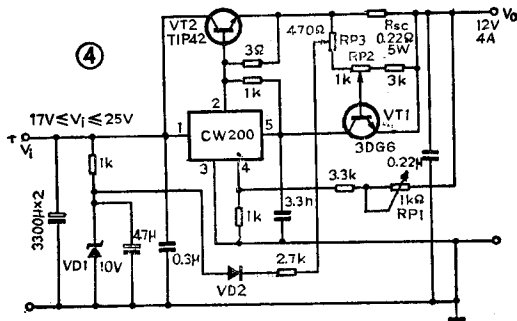 ④
VT2
TIP42
3Ω
1k
470Ω
RP3
Rsc
0.22Ω
5W
Vo
12V
4A
RP2
1k
3k
17V≤Vi≤25V
+
Vi
1
2
CW200
5
3
4
VT1
3DG6
0.22μ
1k
3.3k
1kΩ
RP1
3300μ×2
47μ
0.3μ
1k
3.3n
VD1
10V
VD2
2.7k